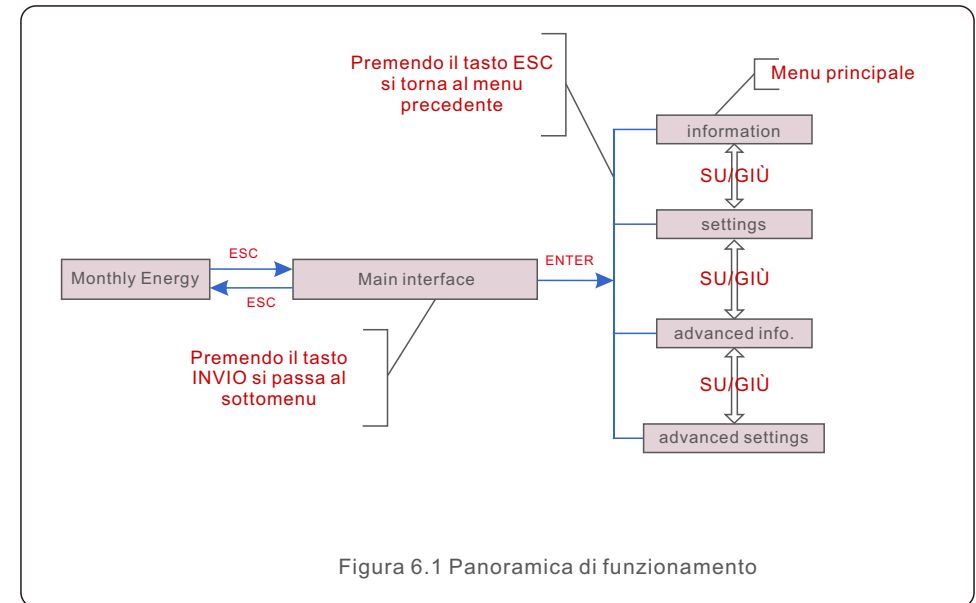 Premendo il tasto ESC
si torna al menu
precedente
Menu principale
information
SU/GIÙ
settings
ESC
ENTER
Monthly Energy
Main interface
SU/GIÙ
ESC
advanced info.
Premendo il tasto
INVIO si passa al
sottomenu
SU/GIÙ
advanced settings
Figura 6.1 Panoramica di funzionamento